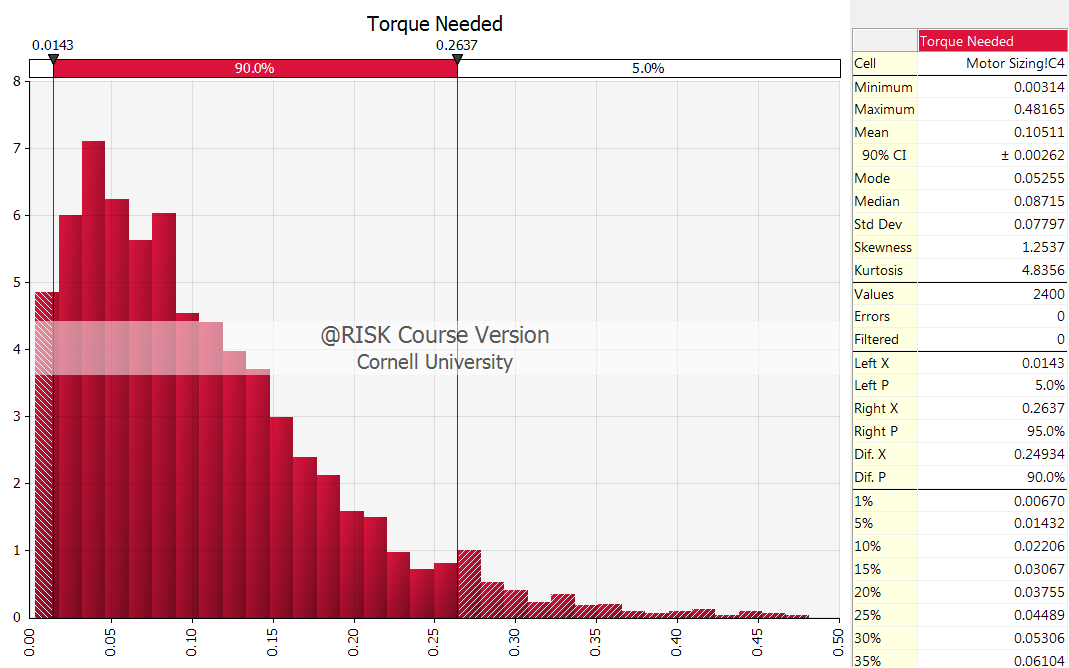 Torque Needed
0.0143 0.2637
90.0% 5.0%
8
7
6
5
4
3
2
1
0
0.00 0.05 0.10 0.15 0.20 0.25 0.30 0.35 0.40 0.45 0.50
@RISK Course Version
Cornell University
Torque Needed
Cell Motor Sizing!C4
Minimum 0.00314
Maximum 0.48165
Mean 0.10511
90% CI ± 0.00262
Mode 0.05255
Median 0.08715
Std Dev 0.07797
Skewness 1.2537
Kurtosis 4.8356
Values 2400
Errors 0
Filtered 0
Left X 0.0143
Left P 5.0%
Right X 0.2637
Right P 95.0%
Dif. X 0.24934
Dif. P 90.0%
1% 0.00670
5% 0.01432
10% 0.02206
15% 0.03067
20% 0.03755
25% 0.04489
30% 0.05306
35% 0.06104